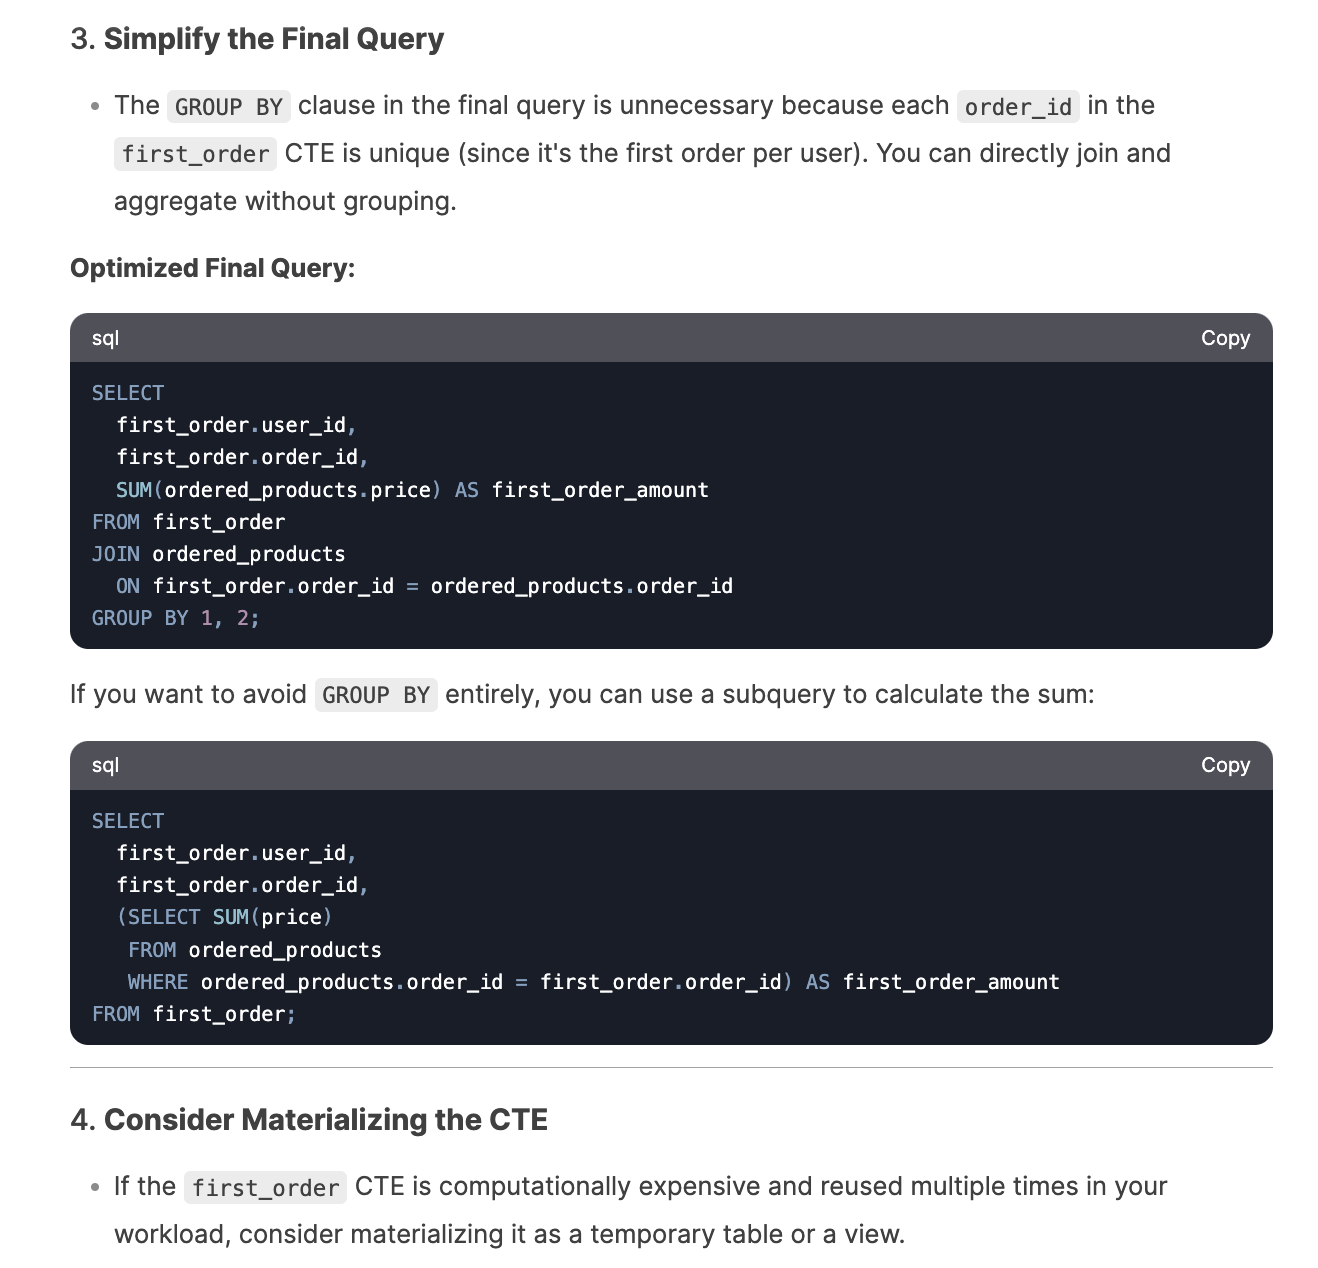 3. Simplify the Final Query
• The GROUP BY clause in the final query is unnecessary because each order_id in the
first_order CTE is unique (since it's the first order per user). You can directly join and
aggregate without grouping.
Optimized Final Query:
sql Copy
SELECT
  first_order.user_id,
  first_order.order_id,
  SUM(ordered_products.price) AS first_order_amount
FROM first_order
JOIN ordered_products
  ON first_order.order_id = ordered_products.order_id
GROUP BY 1, 2;
If you want to avoid GROUP BY entirely, you can use a subquery to calculate the sum:
sql Copy
SELECT
  first_order.user_id,
  first_order.order_id,
  (SELECT SUM(price)
   FROM ordered_products
   WHERE ordered_products.order_id = first_order.order_id) AS first_order_amount
FROM first_order;
4. Consider Materializing the CTE
• If the first_order CTE is computationally expensive and reused multiple times in your
workload, consider materializing it as a temporary table or a view.